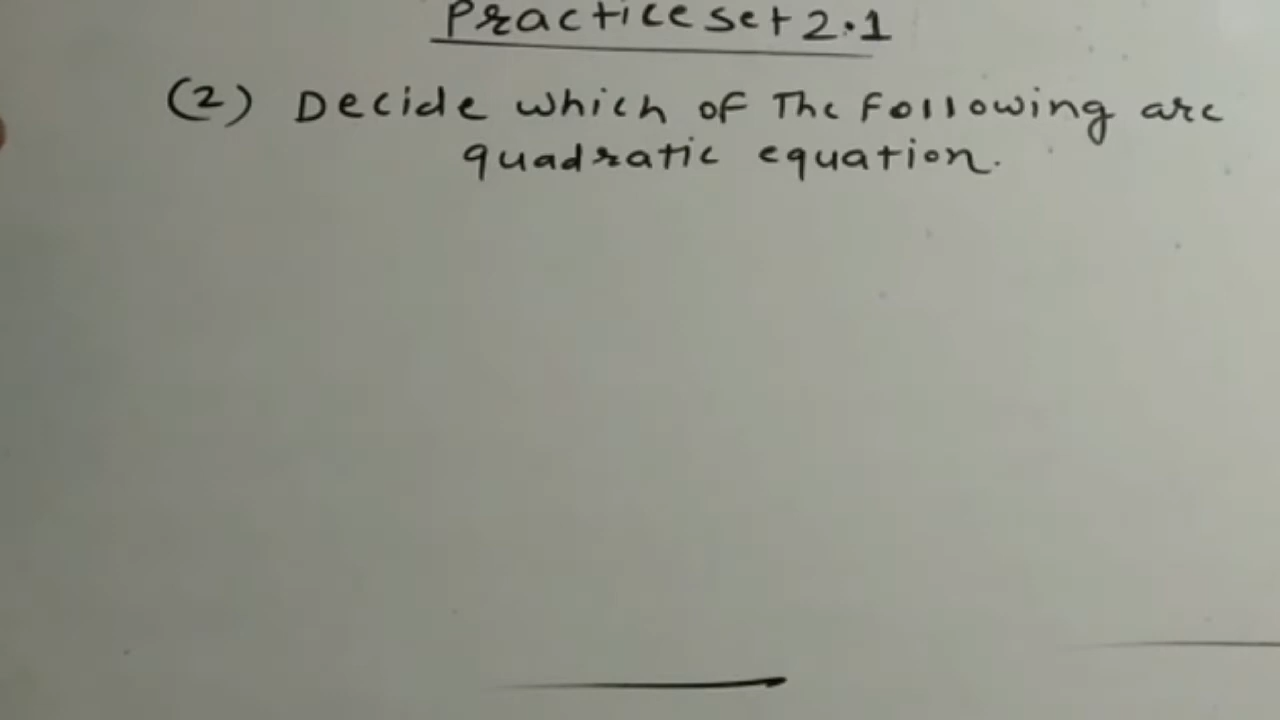 Practice set 2.1
(2) Decide which of The Following are
quadratic equation.